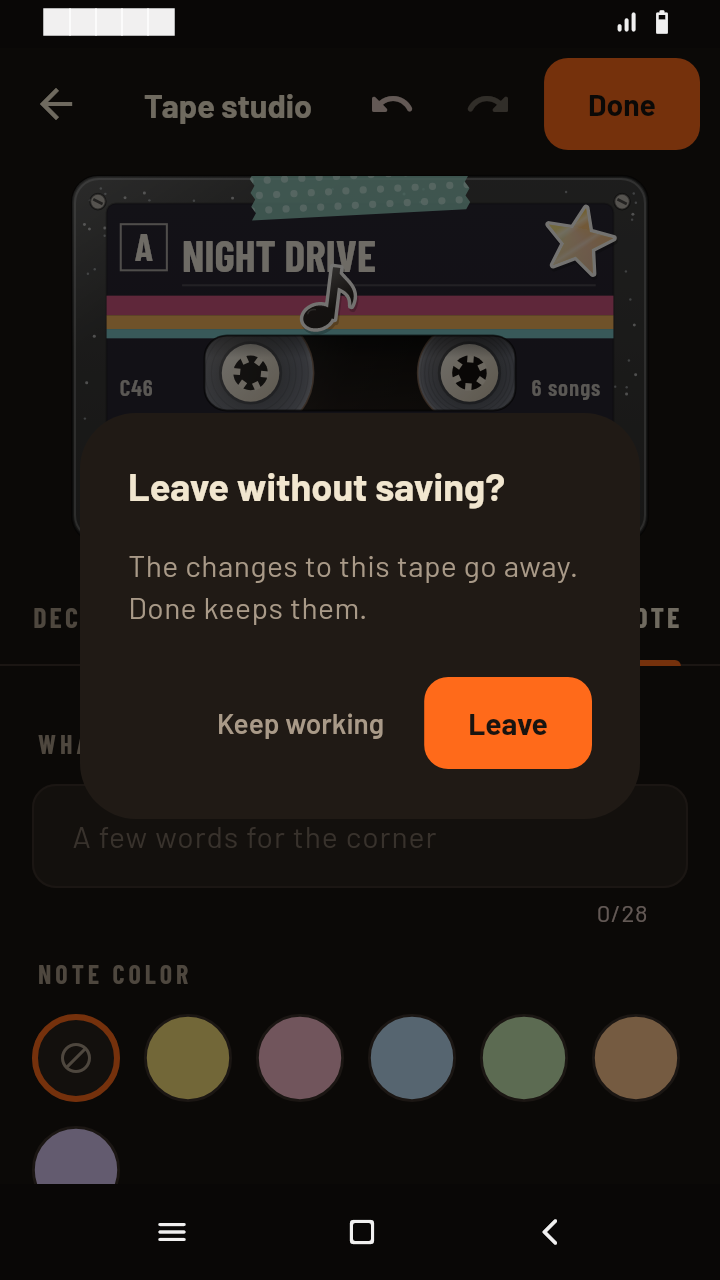 Tape studio
Done
A
NIGHT DRIVE
C46
6 songs
Leave without saving?
The changes to this tape go away.
Done keeps them.
Keep working
Leave
A few words for the corner
0/28
NOTE COLOR